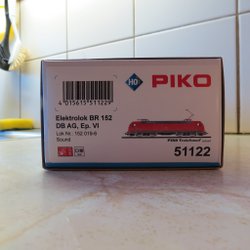 H0
PIKO
4 015615 511229
Elektrolok BR 152
DB AG, Ep. VI
Lok-Nr.: 152 019-6
Sound
51122